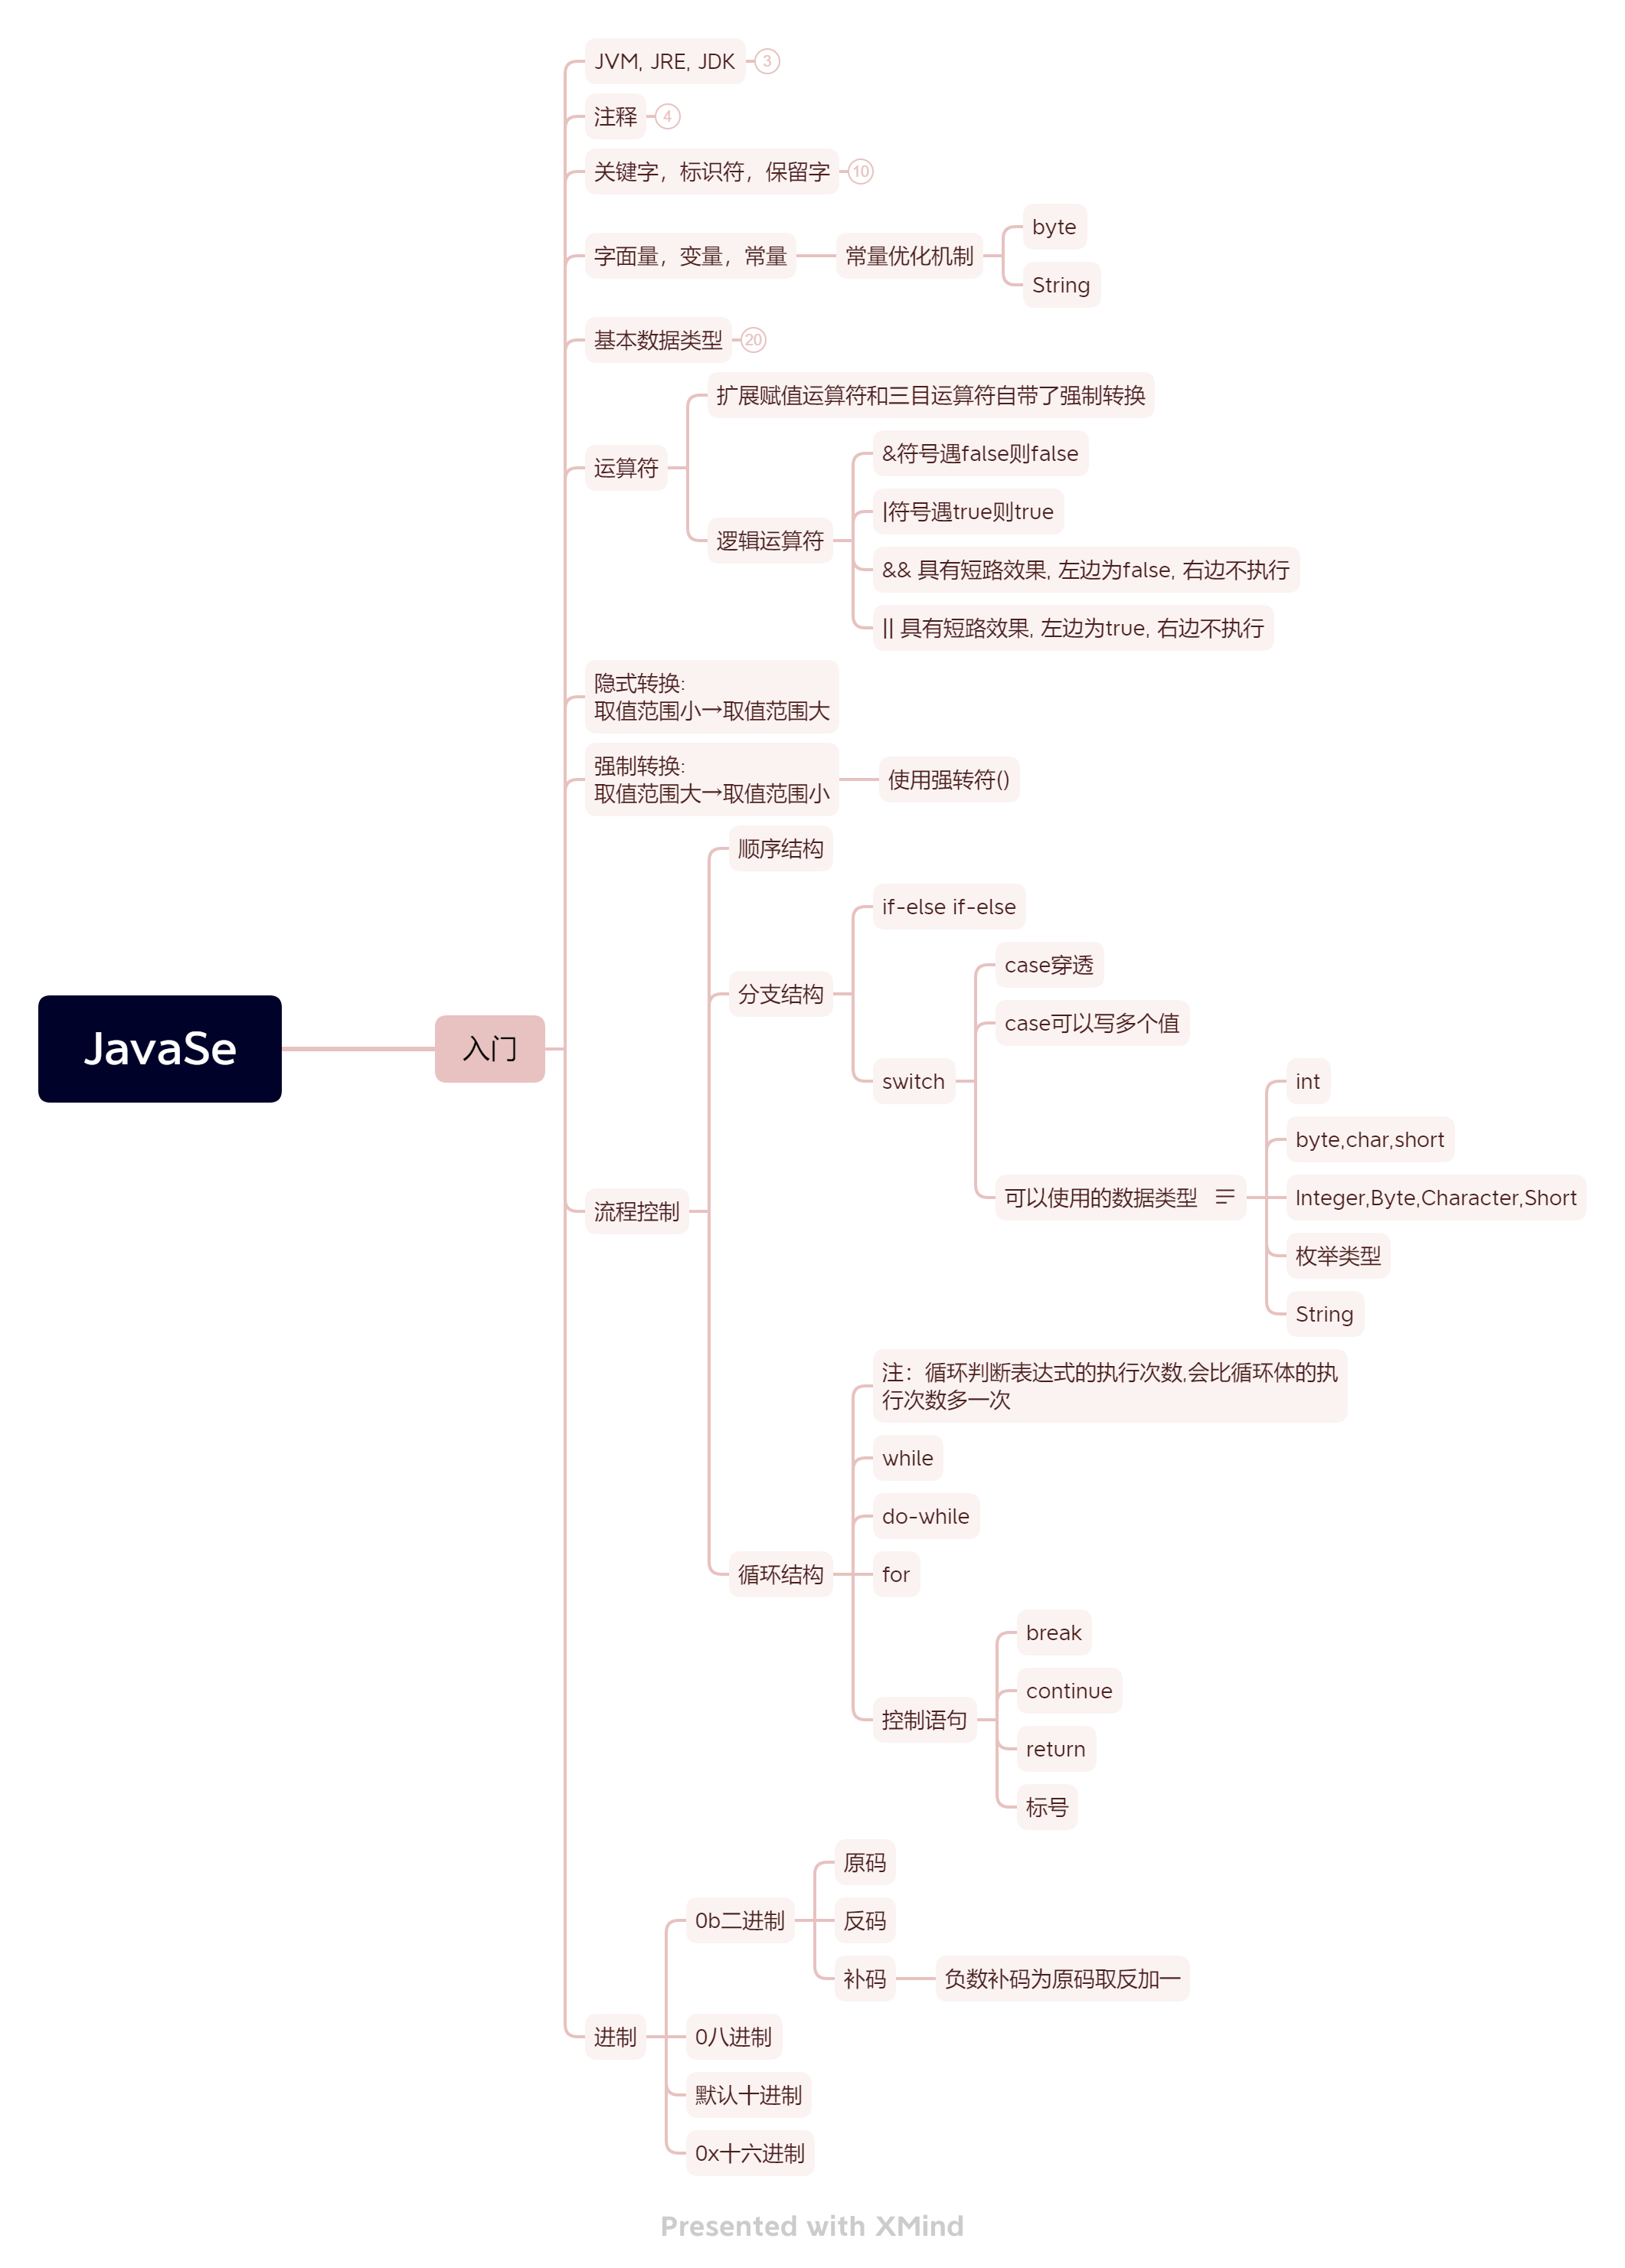 JavaSe
入门
JVM, JRE, JDK
3
注释
4
关键字，标识符，保留字
10
字面量，变量，常量
常量优化机制
byte
String
基本数据类型
20
运算符
扩展赋值运算符和三目运算符自带了强制转换
逻辑运算符
&符号遇false则false
|符号遇true则true
&& 具有短路效果, 左边为false, 右边不执行
|| 具有短路效果, 左边为true, 右边不执行
隐式转换:
取值范围小→取值范围大
强制转换:
取值范围大→取值范围小
使用强转符()
流程控制
顺序结构
分支结构
if-else if-else
switch
case穿透
case可以写多个值
可以使用的数据类型
int
byte,char,short
Integer,Byte,Character,Short
枚举类型
String
循环结构
注：循环判断表达式的执行次数,会比循环体的执
行次数多一次
while
do-while
for
控制语句
break
continue
return
标号
进制
0b二进制
原码
反码
补码
负数补码为原码取反加一
0八进制
默认十进制
0x十六进制
Presented with XMind